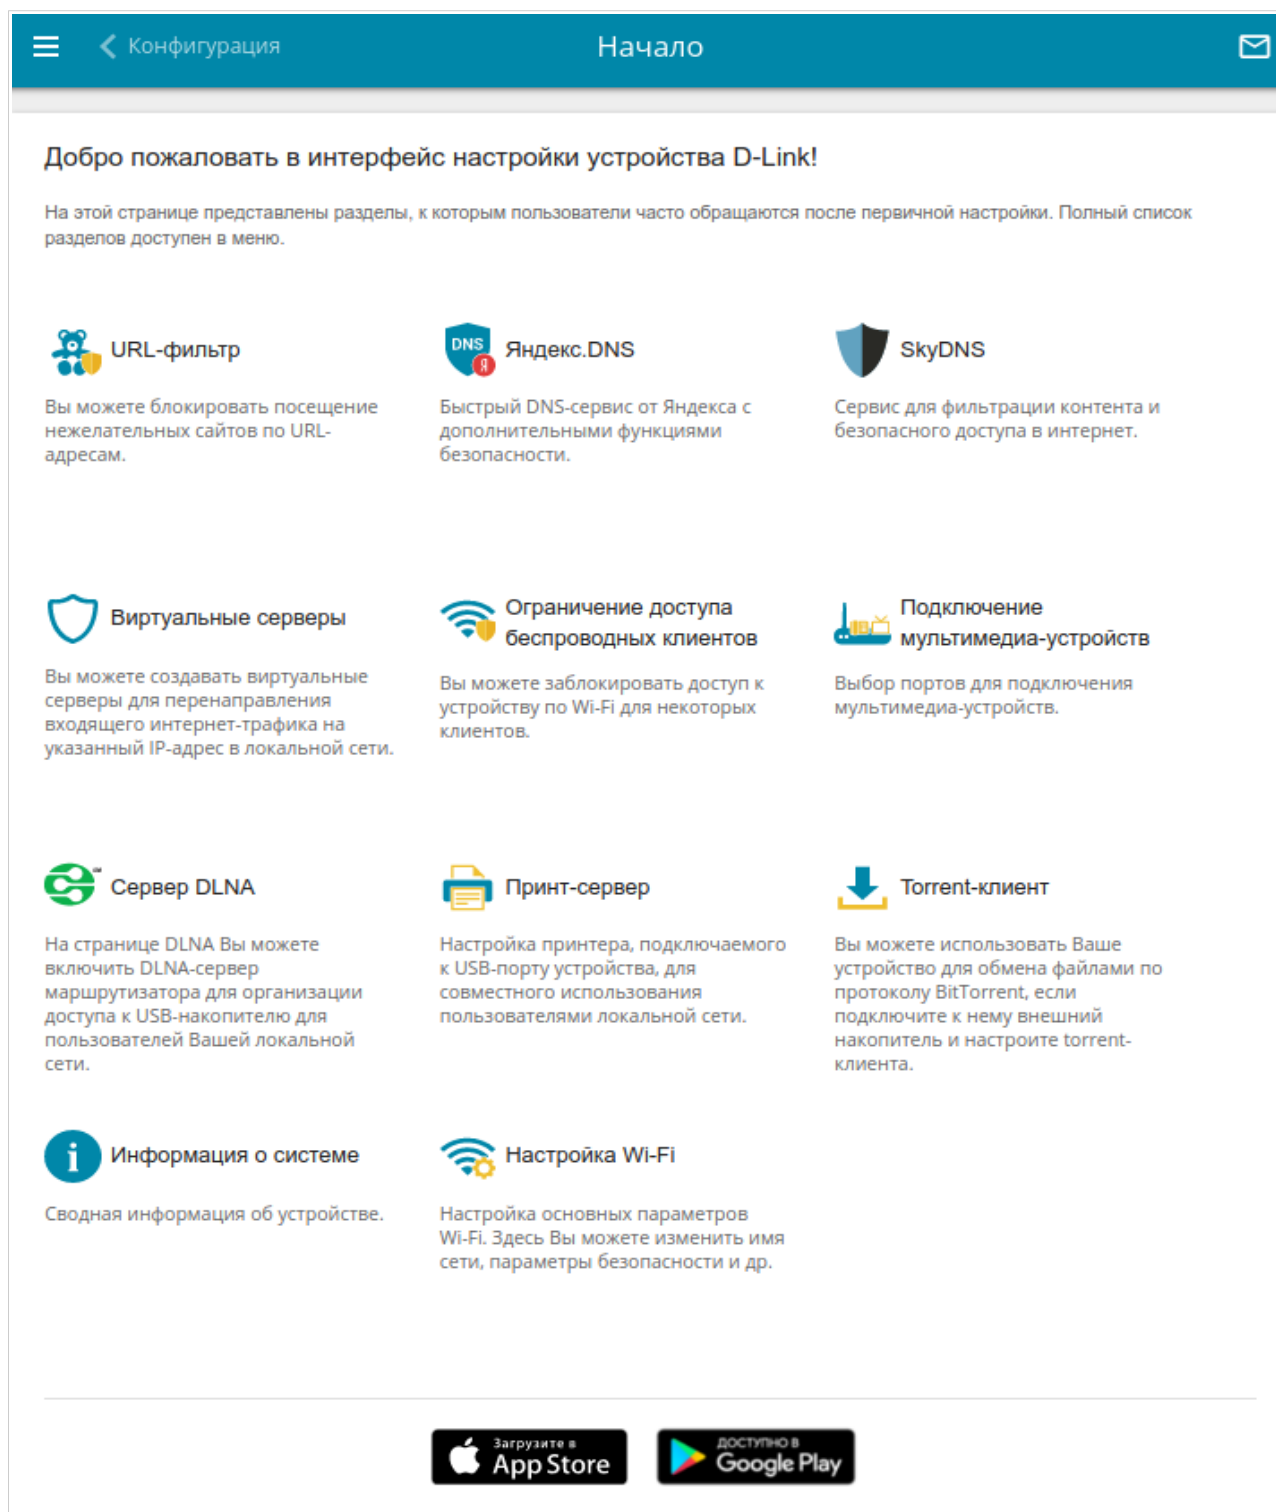 Конфигурация
Начало
Добро пожаловать в интерфейс настройки устройства D-Link!
На этой странице представлены разделы, к которым пользователи часто обращаются после первичной настройки. Полный список
разделов доступен в меню.
URL-фильтр
Вы можете блокировать посещение
нежелательных сайтов по URL-
адресам.
DNS
Я
Яндекс.DNS
Быстрый DNS-сервис от Яндекса с
дополнительными функциями
безопасности.
SkyDNS
Сервис для фильтрации контента и
безопасного доступа в интернет.
Виртуальные серверы
Вы можете создавать виртуальные
серверы для перенаправления
входящего интернет-трафика на
указанный IP-адрес в локальной сети.
Ограничение доступа
беспроводных клиентов
Вы можете заблокировать доступ к
устройству по Wi-Fi для некоторых
клиентов.
Подключение
мультимедиа-устройств
Выбор портов для подключения
мультимедиа-устройств.
Сервер DLNA
На странице DLNA Вы можете
включить DLNA-сервер
маршрутизатора для организации
доступа к USB-накопителю для
пользователей Вашей локальной
сети.
Принт-сервер
Настройка принтера, подключаемого
к USB-порту устройства, для
совместного использования
пользователями локальной сети.
Torrent-клиент
Вы можете использовать Ваше
устройство для обмена файлами по
протоколу BitTorrent, если
подключите к нему внешний
накопитель и настроите torrent-
клиента.
i
Информация о системе
Сводная информация об устройстве.
Настройка Wi-Fi
Настройка основных параметров
Wi-Fi. Здесь Вы можете изменить имя
сети, параметры безопасности и др.
Загрузите в
App Store
ДОСТУПНО В
Google Play